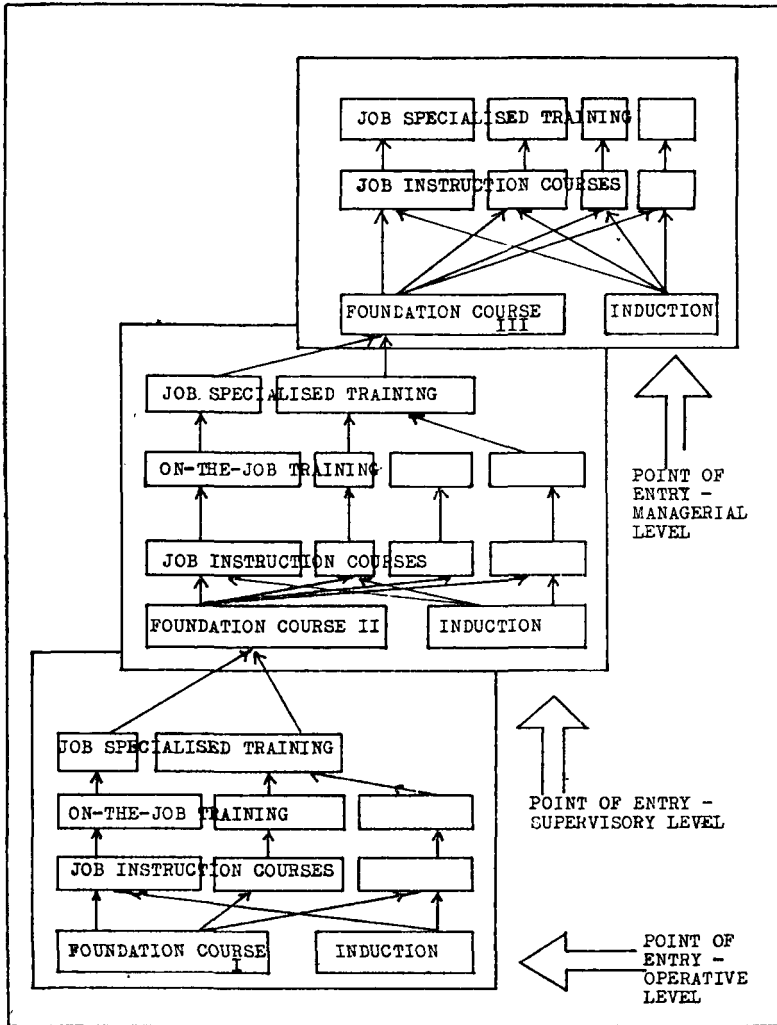 JOB SPECIALISED TRAINING
JOB INSTRUCTION COURSES
FOUNDATION COURSE
III
INDUCTION
JOB SPECIALISED TRAINING
ON-THE-JOB TRAINING
POINT OF
ENTRY -
MANAGERIAL
LEVEL
JOB INSTRUCTION COURSES
FOUNDATION COURSE II
INDUCTION
JOB SPECIALISED TRAINING
ON-THE-JOB TRAINING
POINT OF ENTRY -
SUPERVISORY LEVEL
JOB INSTRUCTION COURSES
FOUNDATION COURSE
I
INDUCTION
POINT OF
ENTRY -
OPERATIVE
LEVEL